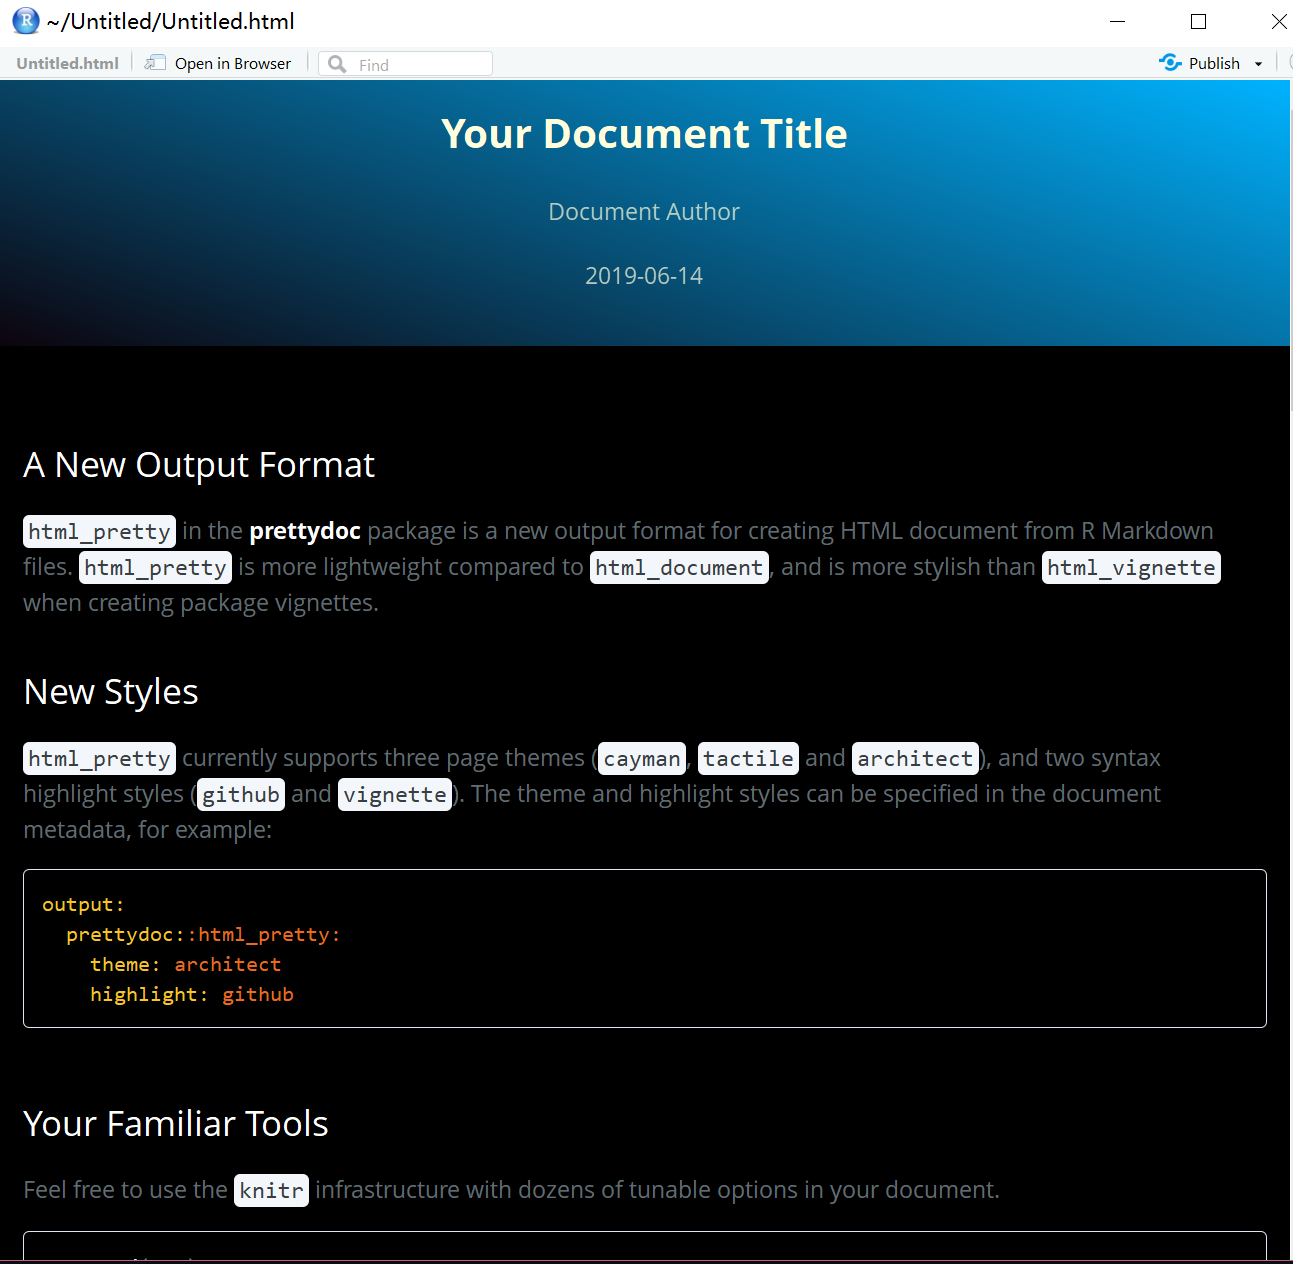 ~/Untitled/Untitled.html
Untitled.html Open in Browser Find Publish
Your Document Title
Document Author
2019-06-14
A New Output Format
html_pretty in the prettydoc package is a new output format for creating HTML document from R Markdown
files. html_pretty is more lightweight compared to html_document, and is more stylish than html_vignette
when creating package vignettes.
New Styles
html_pretty currently supports three page themes (cayman, tactile and architect), and two syntax
highlight styles (github and vignette). The theme and highlight styles can be specified in the document
metadata, for example:
output:
  prettydoc::html_pretty:
    theme: architect
    highlight: github
Your Familiar Tools
Feel free to use the knitr infrastructure with dozens of tunable options in your document.